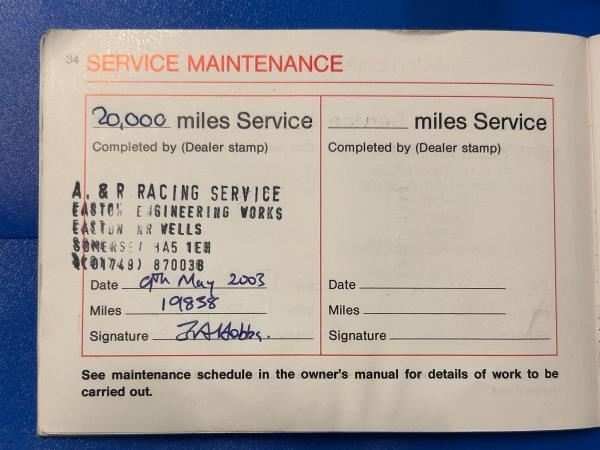 34 SERVICE MAINTENANCE
20,000 miles Service
Completed by (Dealer stamp)
A. & R. RACING SERVICE
EASTON ENGINEERING WORKS
EASTON NR WELLS
SOMERSET BA5 1EH
(01749) 870038
Date 9th May 2003
Miles 19838
Signature
miles Service
Completed by (Dealer stamp)
Date
Miles
Signature
See maintenance schedule in the owner's manual for details of work to be
carried out.